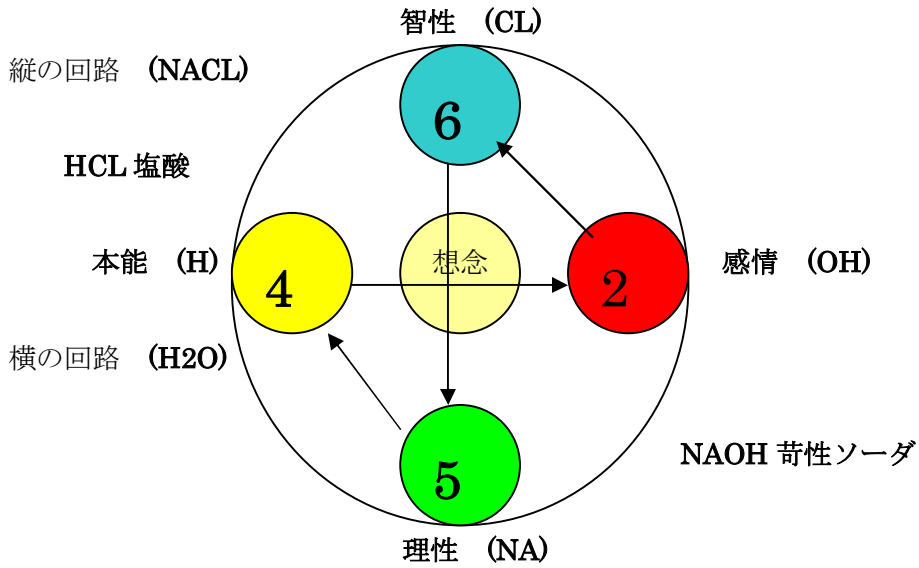 智性 (CL)
縦の回路 (NACL)
6
HCL 塩酸
本能 (H)
4
想念
2
感情 (OH)
横の回路 (H2O)
5
NAOH 苛性ソーダ
理性 (NA)